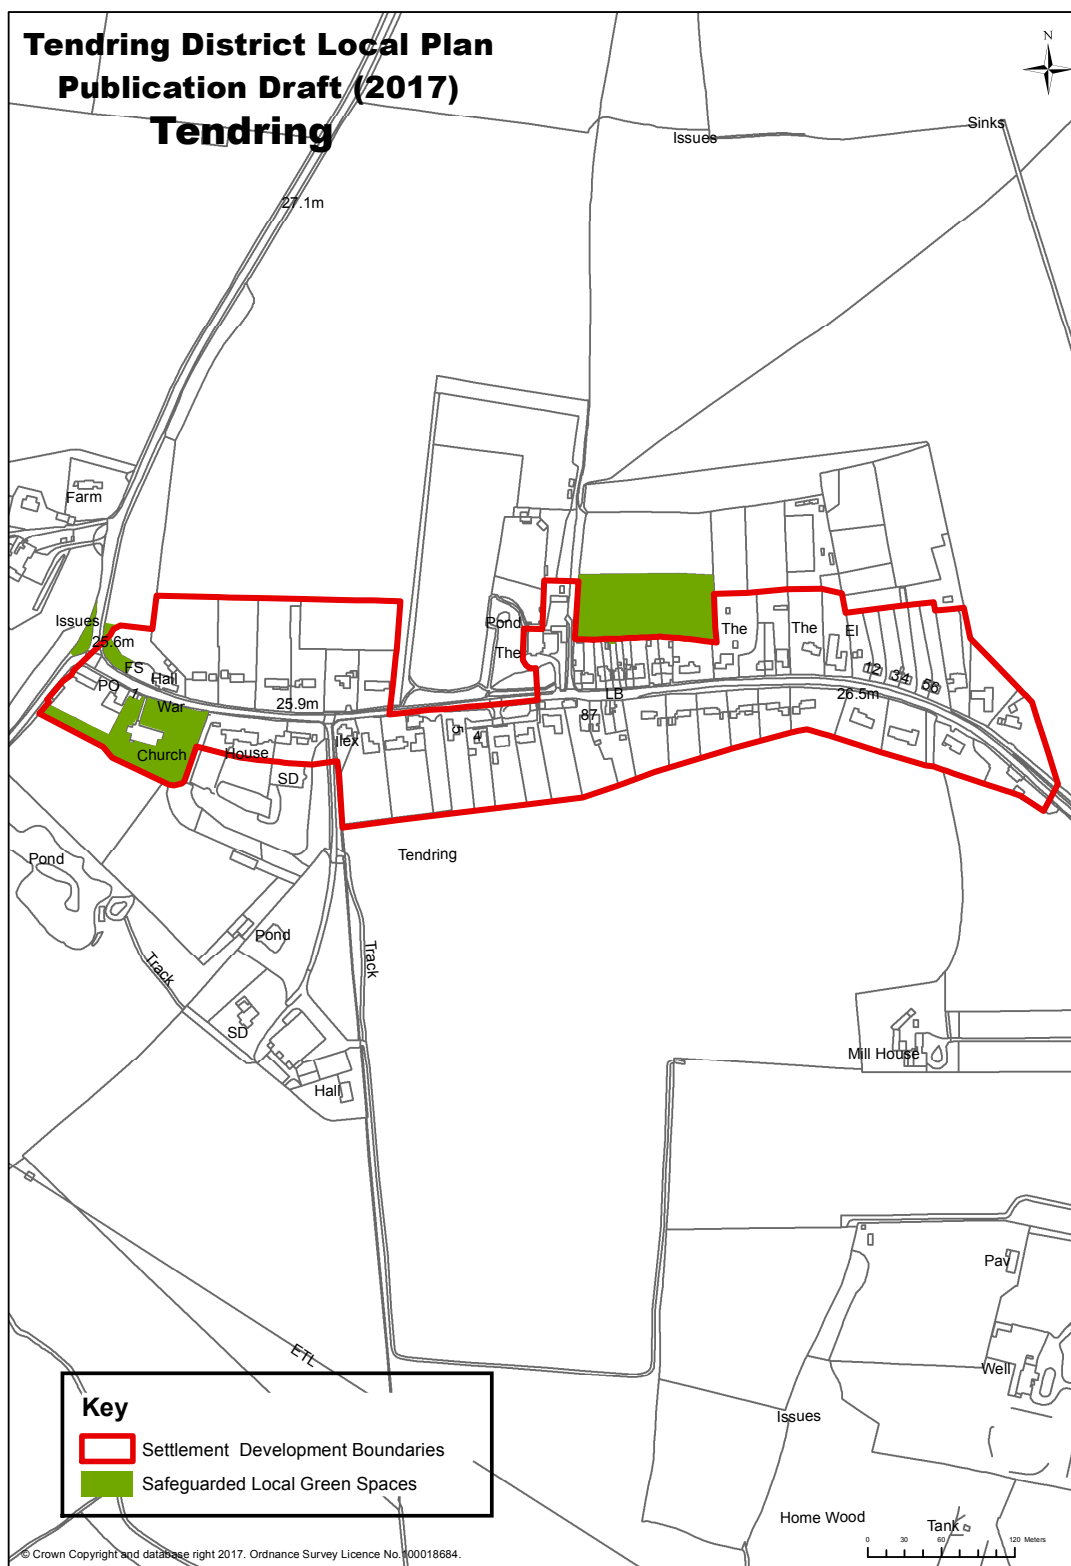 Tendring District Local Plan
Publication Draft (2017)
Tendring
N
Issues
Sinks
27.1m
Farm
Issues
25.6m
FS
Hall
PO
1
War
Church
House
SD
25.9m
Ilex
Pond
The
5
4
LB
87
The
The
El
12
34
56
26.5m
Tendring
Pond
Track
Pond
Track
SD
Hall
Mill House
Pav
Well
ETL
Issues
Home Wood
Tank
Key
Settlement Development Boundaries
Safeguarded Local Green Spaces
0 30 60 120 Meters
© Crown Copyright and database right 2017. Ordnance Survey Licence No.100018684.